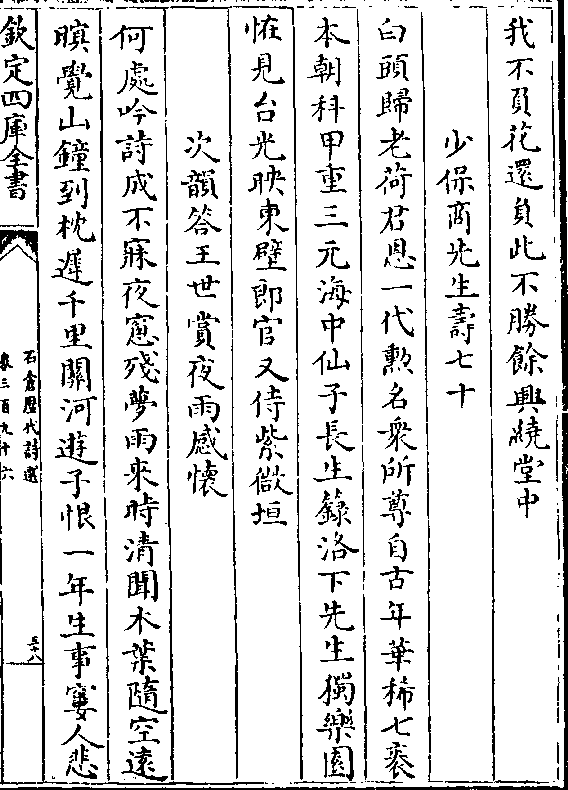 我不負花還負此不勝餘興繞堂中
少保商先生壽七十
白頭歸老荷君恩一代勲名衆所尊自古年華稀七袠
本朝科甲重三元海中仙子長生籙洛下先生獨樂園
恠見台光映東壁郎官又侍紫微垣
次韻答王世賞夜雨感懷
何處吟詩成不寐夜窻殘夢雨來時清聞木葉隨空逺
暝覺山鐘到枕遲千里關河遊子恨一年生事窶人悲
欽定四庫全書
石倉歴代詩選
卷三百九十六
三十八